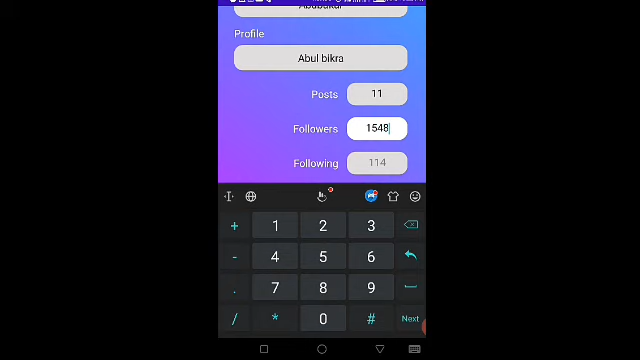 Abubakar
Profile
Abul bikra
Posts 11
Followers 1548
Following 114
+ 1 2 3
- 4 5 6
. 7 8 9
/ * 0 # Next